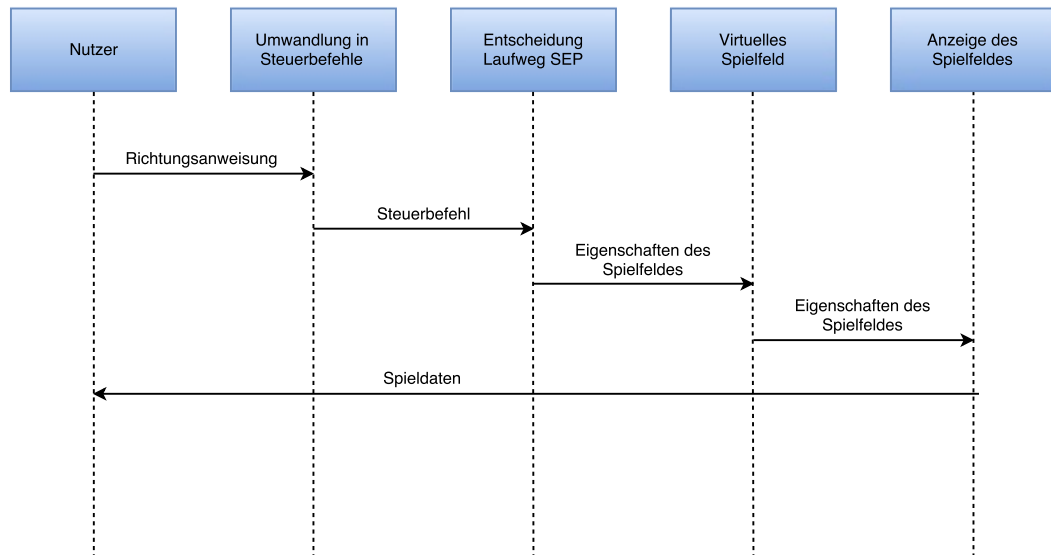 Nutzer
Umwandlung in
Steuerbefehle
Entscheidung
Laufweg SEP
Virtuelles
Spielfeld
Anzeige des
Spielfeldes
Richtungsanweisung
Steuerbefehl
Eigenschaften des
Spielfeldes
Eigenschaften des
Spielfeldes
Spieldaten